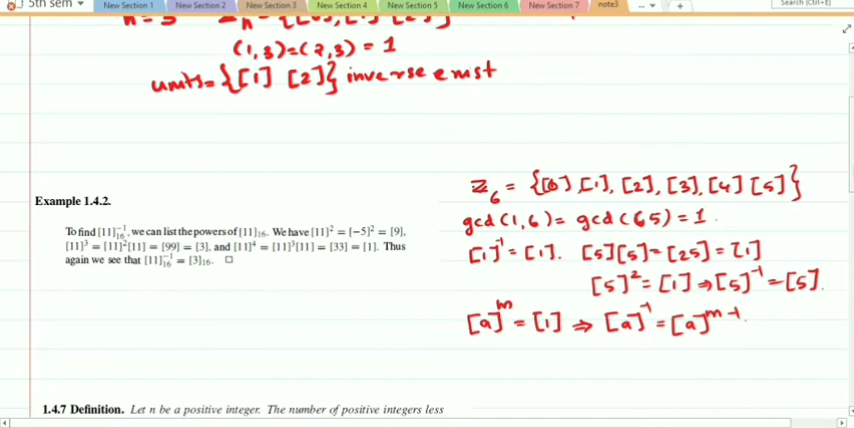 5th sem New Section 1 New Section 2 New Section 3 New Section 4 New Section 5 New Section 6 New Section 7 note3 Search (Ctrl+E)
(1,3)=(2,3) = 1
units={[1] [2]} inverse exist
Z6 = {[0] [1], [2], [3], [4] [5]}
gcd(1,6)= gcd(65)=1.
[1]⁻¹=[1]. [5][5]=[25]=[1]
[5]²=[1]⇒[5]⁻¹=[5].
[a]ᵐ=[1] ⇒ [a]⁻¹=[a]ᵐ⁻¹.
Example 1.4.2.
To find [11]₁₆⁻¹, we can list the powers of [11]₁₆. We have [11]² = [−5]² = [9],
[11]³ = [11]²[11] = [99] = [3], and [11]⁴ = [11]³[11] = [33] = [1]. Thus
again we see that [11]₁₆⁻¹ = [3]₁₆. □
1.4.7 Definition. Let n be a positive integer. The number of positive integers less